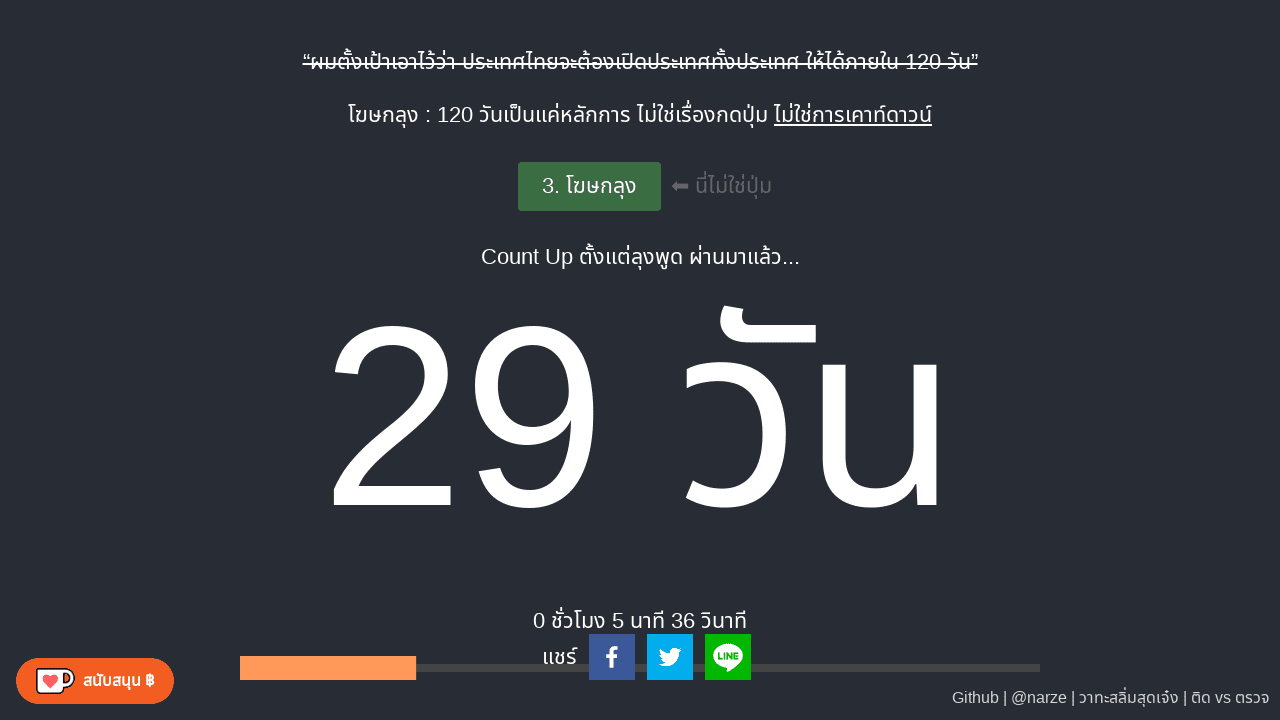 “ผมตั้งเป้าเอาไว้ว่า ประเทศไทยจะต้องเปิดประเทศทั้งประเทศ ให้ได้ภายใน 120 วัน”
โฆษกลุง : 120 วันเป็นแค่หลักการ ไม่ใช่เรื่องกดปุ่ม ไม่ใช่การเคาท์ดาวน์
3. โฆษกลุง ⬅ นี่ไม่ใช่ปุ่ม
Count Up ตั้งแต่ลุงพูด ผ่านมาแล้ว...
29 วัน
0 ชั่วโมง 5 นาที 36 วินาที
แชร์ LINE
สนับสนุน ฿
Github | @narze | วาทะสลิ่มสุดเจ๋ง | ติด vs ตรวจ